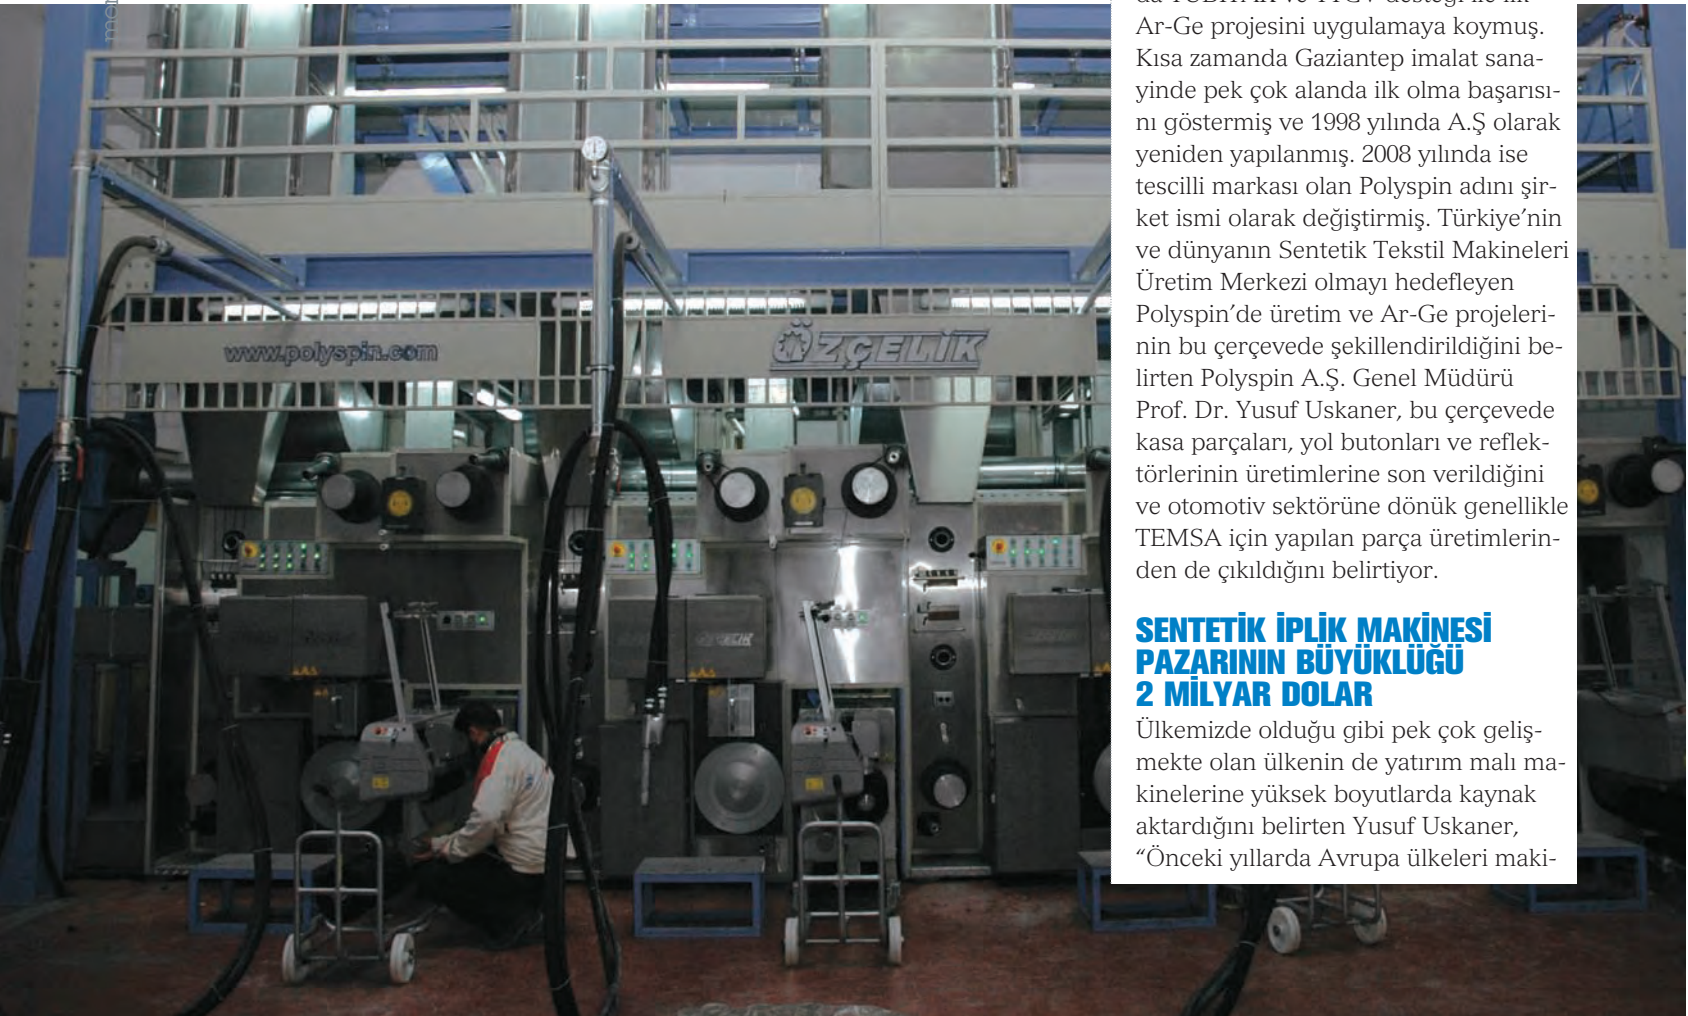 Ar-Ge projesini uygulamaya koymuş.
Kısa zamanda Gaziantep imalat sana-
yinde pek çok alanda ilk olma başarısı-
nı göstermiş ve 1998 yılında A.Ş olarak
yeniden yapılanmış. 2008 yılında ise
tescilli markası olan Polyspin adını şir-
ket ismi olarak değiştirmiş. Türkiye’nin
ve dünyanın Sentetik Tekstil Makineleri
Üretim Merkezi olmayı hedefleyen
Polyspin’de üretim ve Ar-Ge projeleri-
nin bu çerçevede şekillendirildiğini be-
lirten Polyspin A.Ş. Genel Müdürü
Prof. Dr. Yusuf Uskaner, bu çerçevede
kasa parçaları, yol butonları ve reflek-
törlerinin üretimlerine son verildiğini
ve otomotiv sektörüne dönük genellikle
TEMSA için yapılan parça üretimlerin-
den de çıkıldığını belirtiyor.
SENTETİK İPLİK MAKİNESİ
PAZARININ BÜYÜKLÜĞÜ
2 MİLYAR DOLAR
Ülkemizde olduğu gibi pek çok geliş-
mekte olan ülkenin de yatırım malı ma-
kinelerine yüksek boyutlarda kaynak
aktardığını belirten Yusuf Uskaner,
“Önceki yıllarda Avrupa ülkeleri maki-
www.polyspin.com
ÖZÇELİK